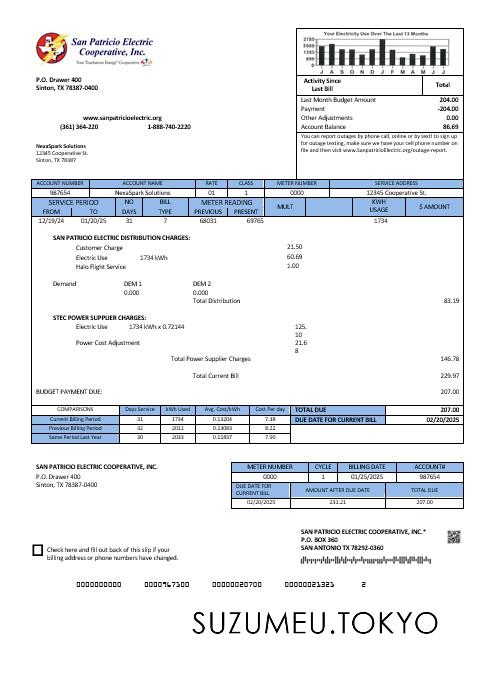 San Patricio Electric
Cooperative, Inc.
Your Touchstone Energy® Cooperative
P.O. Drawer 400
Sinton, TX 78387-0400
www.sanpatricioelectric.org
(361) 364-220 1-888-740-2220
NexaSpark Solutions
12345 Cooperative St.
Sinton, TX 78387
Your Electricity Use Over The Last 13 Months
J A S O N D J F M A M J J
Activity Since
Last Bill
Total
Last Month Budget Amount 204.00
Payment -204.00
Other Adjustments 0.00
Account Balance 86.69
You can report outages by phone call, online or by text! to sign up
for outage texting, make sure we have your cell phone number on
file and then visit www.SanpatricioElectric.org/outage-report.
ACCOUNT NUMBER ACCOUNT NAME RATE CLASS METER NUMBER SERVICE ADDRESS
987654 NexaSpark Solutions 01 1 0000 12345 Cooperative St.
SERVICE PERIOD NO BILL METER READING MULT KWH $ AMOUNT
FROM TO DAYS TYPE PREVIOUS PRESENT USAGE
12/19/24 01/20/25 31 7 68031 69765 1734
SAN PATRICIO ELECTRIC DISTRIBUTION CHARGES:
Customer Charge 21.50
Electric Use 1734 kWh 60.69
Halo Flight Service 1.00
Demand DEM 1 DEM 2
0.000 0.000
Total Distribution 83.19
STEC POWER SUPPLIER CHARGES:
Electric Use 1734 kWh x 0.72144 125.
10
Power Cost Adjustment 21.6
8
Total Power Supplier Charges 146.78
Total Current Bill 229.97
BUDGET PAYMENT DUE: 207.00
COMPARISONS Days Service kWh Used Avg. Cost/kWh Cost Per day
Current Billing Period 31 1734 0.13204 7.38
Previous Billing Period 32 2011 0.13083 8.22
Same Period Last Year 30 2033 0.11837 7.90
TOTAL DUE 207.00
DUE DATE FOR CURRENT BILL 02/20/2025
SAN PATRICIO ELECTRIC COOPERATIVE, INC.
P.O. Drawer 400
Sinton, TX 78387-0400
METER NUMBER CYCLE BILLING DATE ACCOUNT#
0000 1 01/25/2025 987654
DUE DATE FOR
CURRENT BILL
AMOUNT AFTER DUE DATE TOTAL DUE
02/20/2025 231.21 207.00
SAN PATRICIO ELECTRIC COOPERATIVE, INC.*
P.O. BOX 360
SAN ANTONIO TX 78292-0360
Check here and fill out back of this slip if your
billing address or phone numbers have changed.
0000000000 0000967100 00000020700 00000021321 2
SUZUMEU.TOKYO